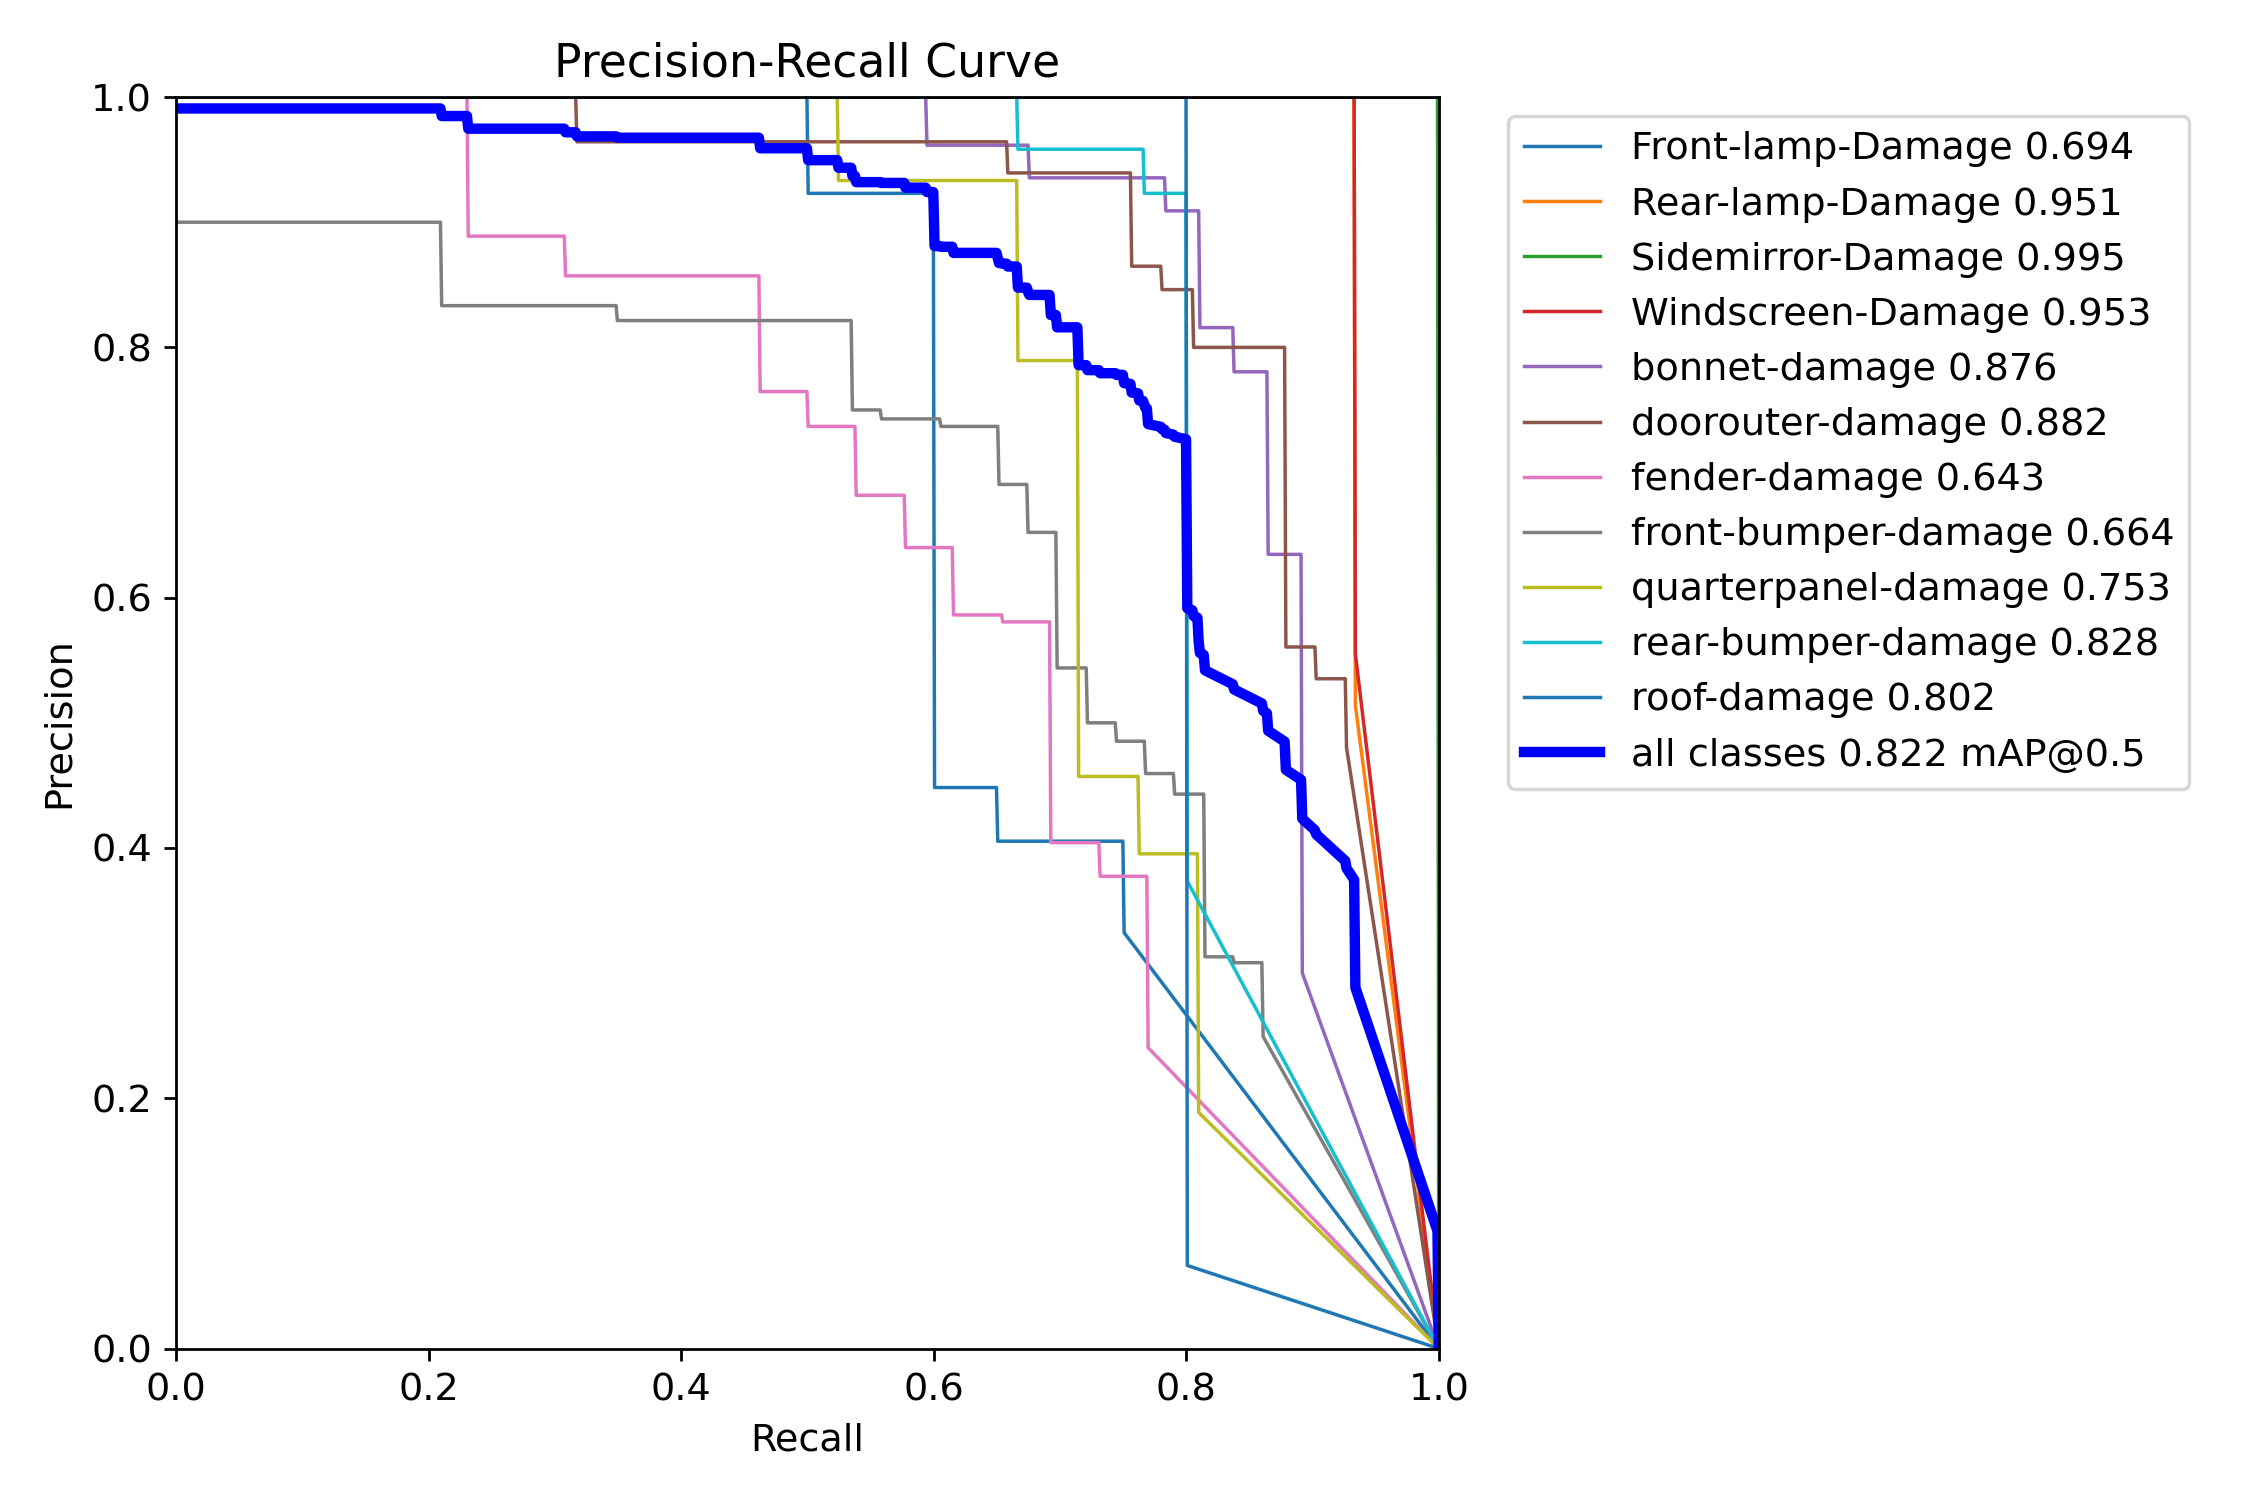 Precision-Recall Curve
1.0
0.8
0.6
0.4
0.2
0.0
Precision
0.0 0.2 0.4 0.6 0.8 1.0
Recall
Front-lamp-Damage 0.694
Rear-lamp-Damage 0.951
Sidemirror-Damage 0.995
Windscreen-Damage 0.953
bonnet-damage 0.876
doorouter-damage 0.882
fender-damage 0.643
front-bumper-damage 0.664
quarterpanel-damage 0.753
rear-bumper-damage 0.828
roof-damage 0.802
all classes 0.822 mAP@0.5